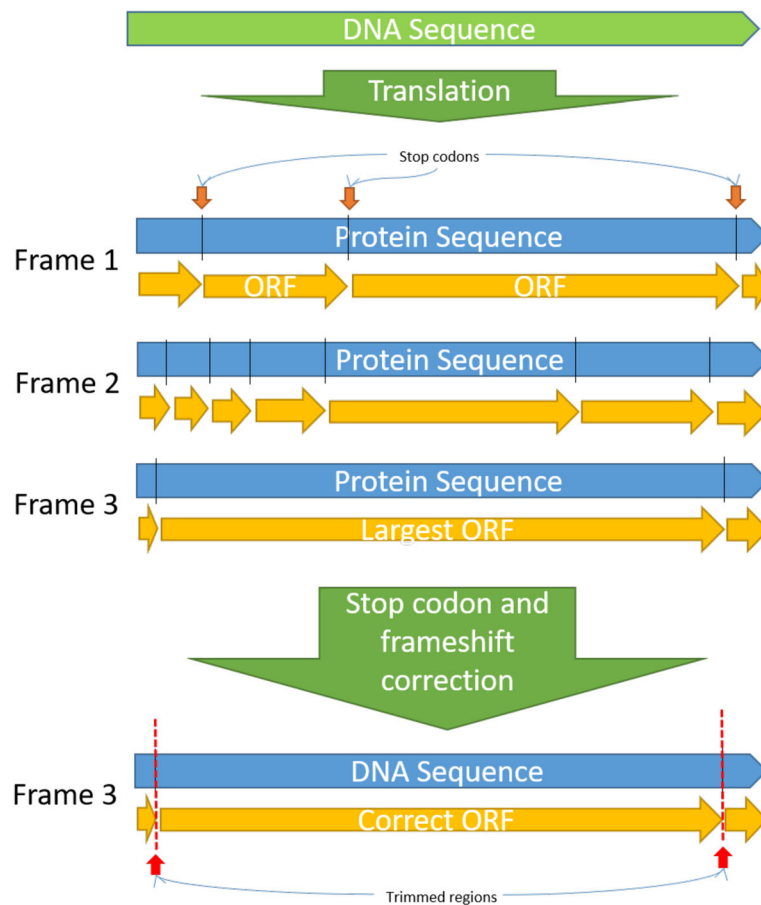 DNA Sequence
Translation
Stop codons
Protein Sequence
Frame 1
ORF
ORF
Protein Sequence
Frame 2
Protein Sequence
Frame 3
Largest ORF
Stop codon and
frameshift
correction
DNA Sequence
Frame 3
Correct ORF
Trimmed regions